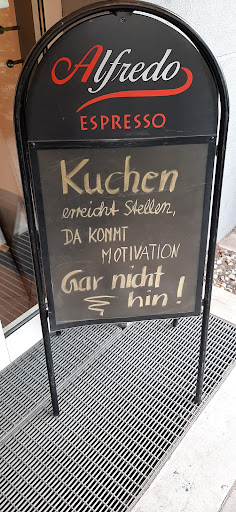 Alfredo
ESPRESSO
Kuchen
erreicht Stellen,
DA KOMMT
MOTIVATION
Gar nicht
hin!